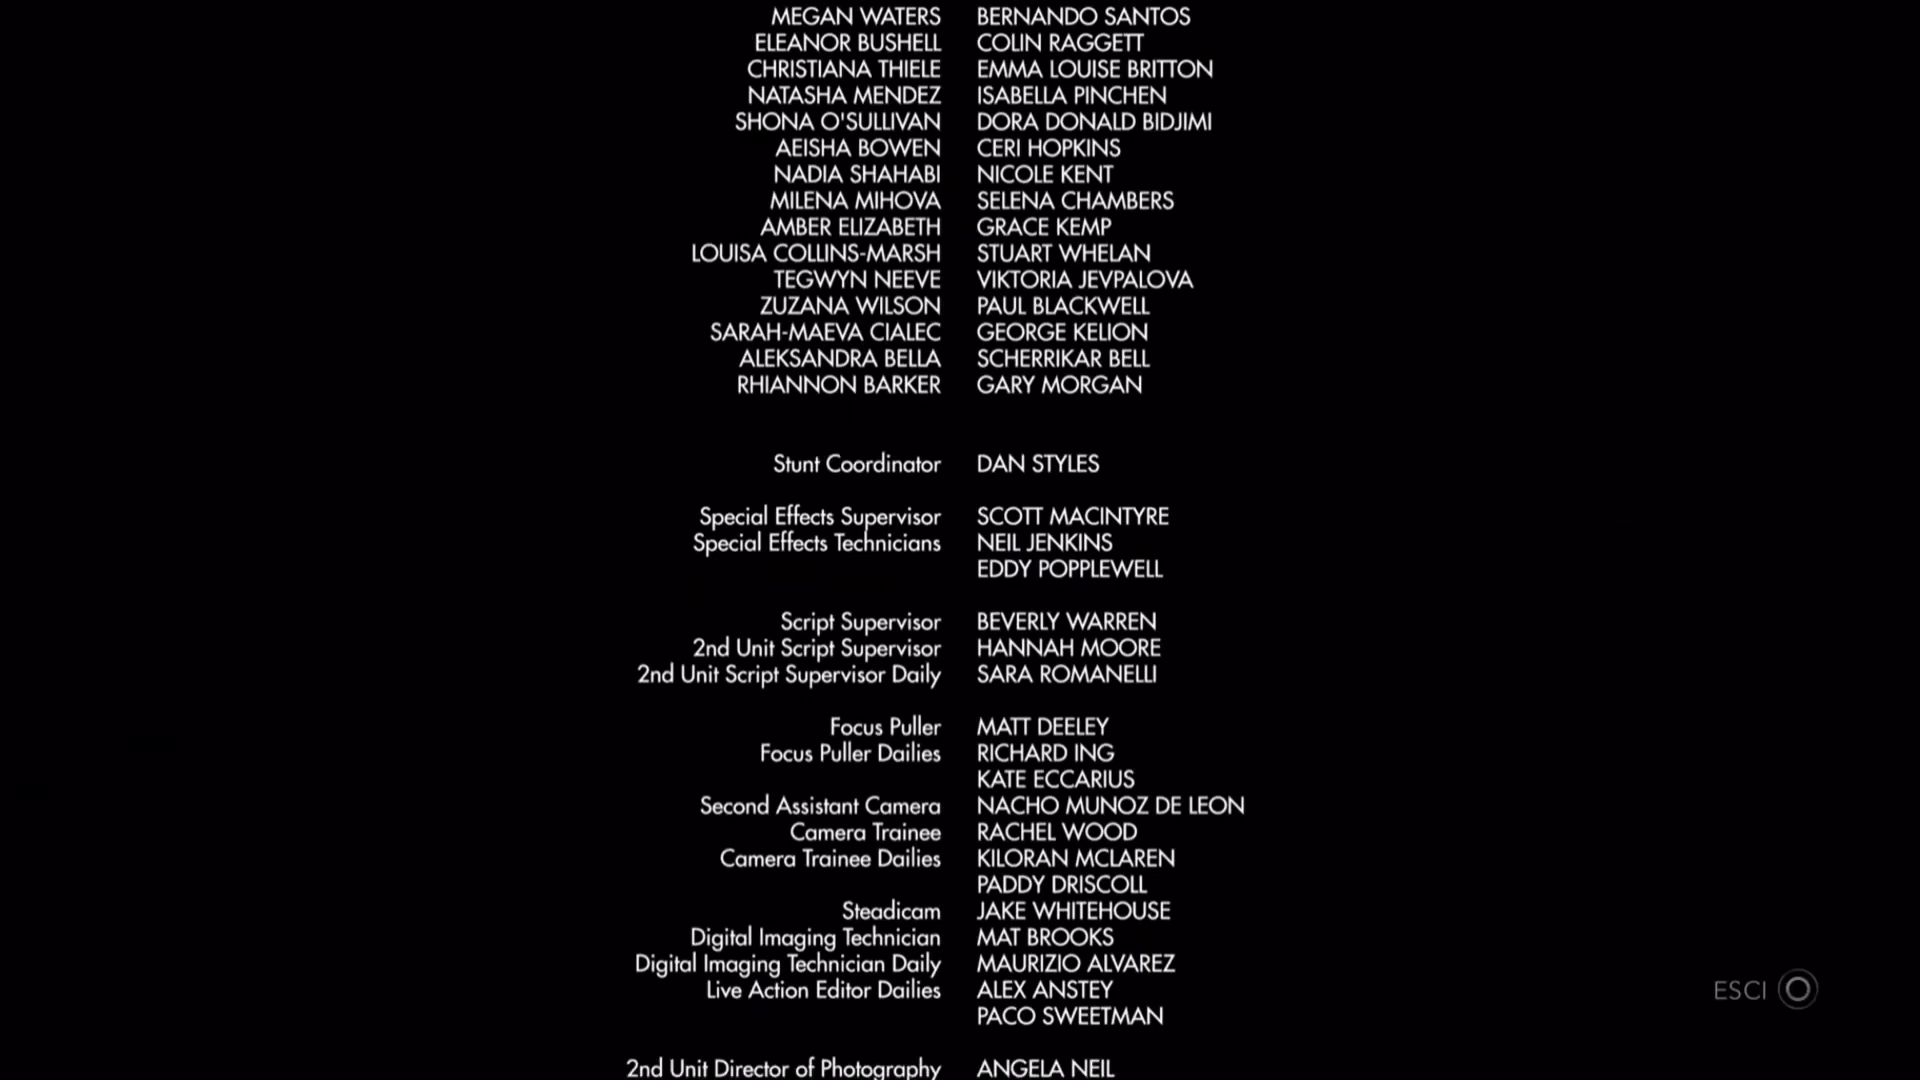 MEGAN WATERS BERNANDO SANTOS
ELEANOR BUSHELL COLIN RAGGETT
CHRISTIANA THIELE EMMA LOUISE BRITTON
NATASHA MENDEZ ISABELLA PINCHEN
SHONA O'SULLIVAN DORA DONALD BIDJIMI
AEISHA BOWEN CERI HOPKINS
NADIA SHAHABI NICOLE KENT
MILENA MIHOVA SELENA CHAMBERS
AMBER ELIZABETH GRACE KEMP
LOUISA COLLINS-MARSH STUART WHELAN
TEGWYN NEEVE VIKTORIA JEVPALOVA
ZUZANA WILSON PAUL BLACKWELL
SARAH-MAEVA CIALEC GEORGE KELION
ALEKSANDRA BELLA SCHERRIKAR BELL
RHIANNON BARKER GARY MORGAN
Stunt Coordinator DAN STYLES
Special Effects Supervisor SCOTT MACINTYRE
Special Effects Technicians NEIL JENKINS
EDDY POPPLEWELL
Script Supervisor BEVERLY WARREN
2nd Unit Script Supervisor HANNAH MOORE
2nd Unit Script Supervisor Daily SARA ROMANELLI
Focus Puller MATT DEELEY
Focus Puller Dailies RICHARD ING
KATE ECCARIUS
Second Assistant Camera NACHO MUNOZ DE LEON
Camera Trainee RACHEL WOOD
Camera Trainee Dailies KILORAN MCLAREN
PADDY DRISCOLL
Steadicam JAKE WHITEHOUSE
Digital Imaging Technician MAT BROOKS
Digital Imaging Technician Daily MAURIZIO ALVAREZ
Live Action Editor Dailies ALEX ANSTEY
PACO SWEETMAN
2nd Unit Director of Photography ANGELA NEIL
ESCI